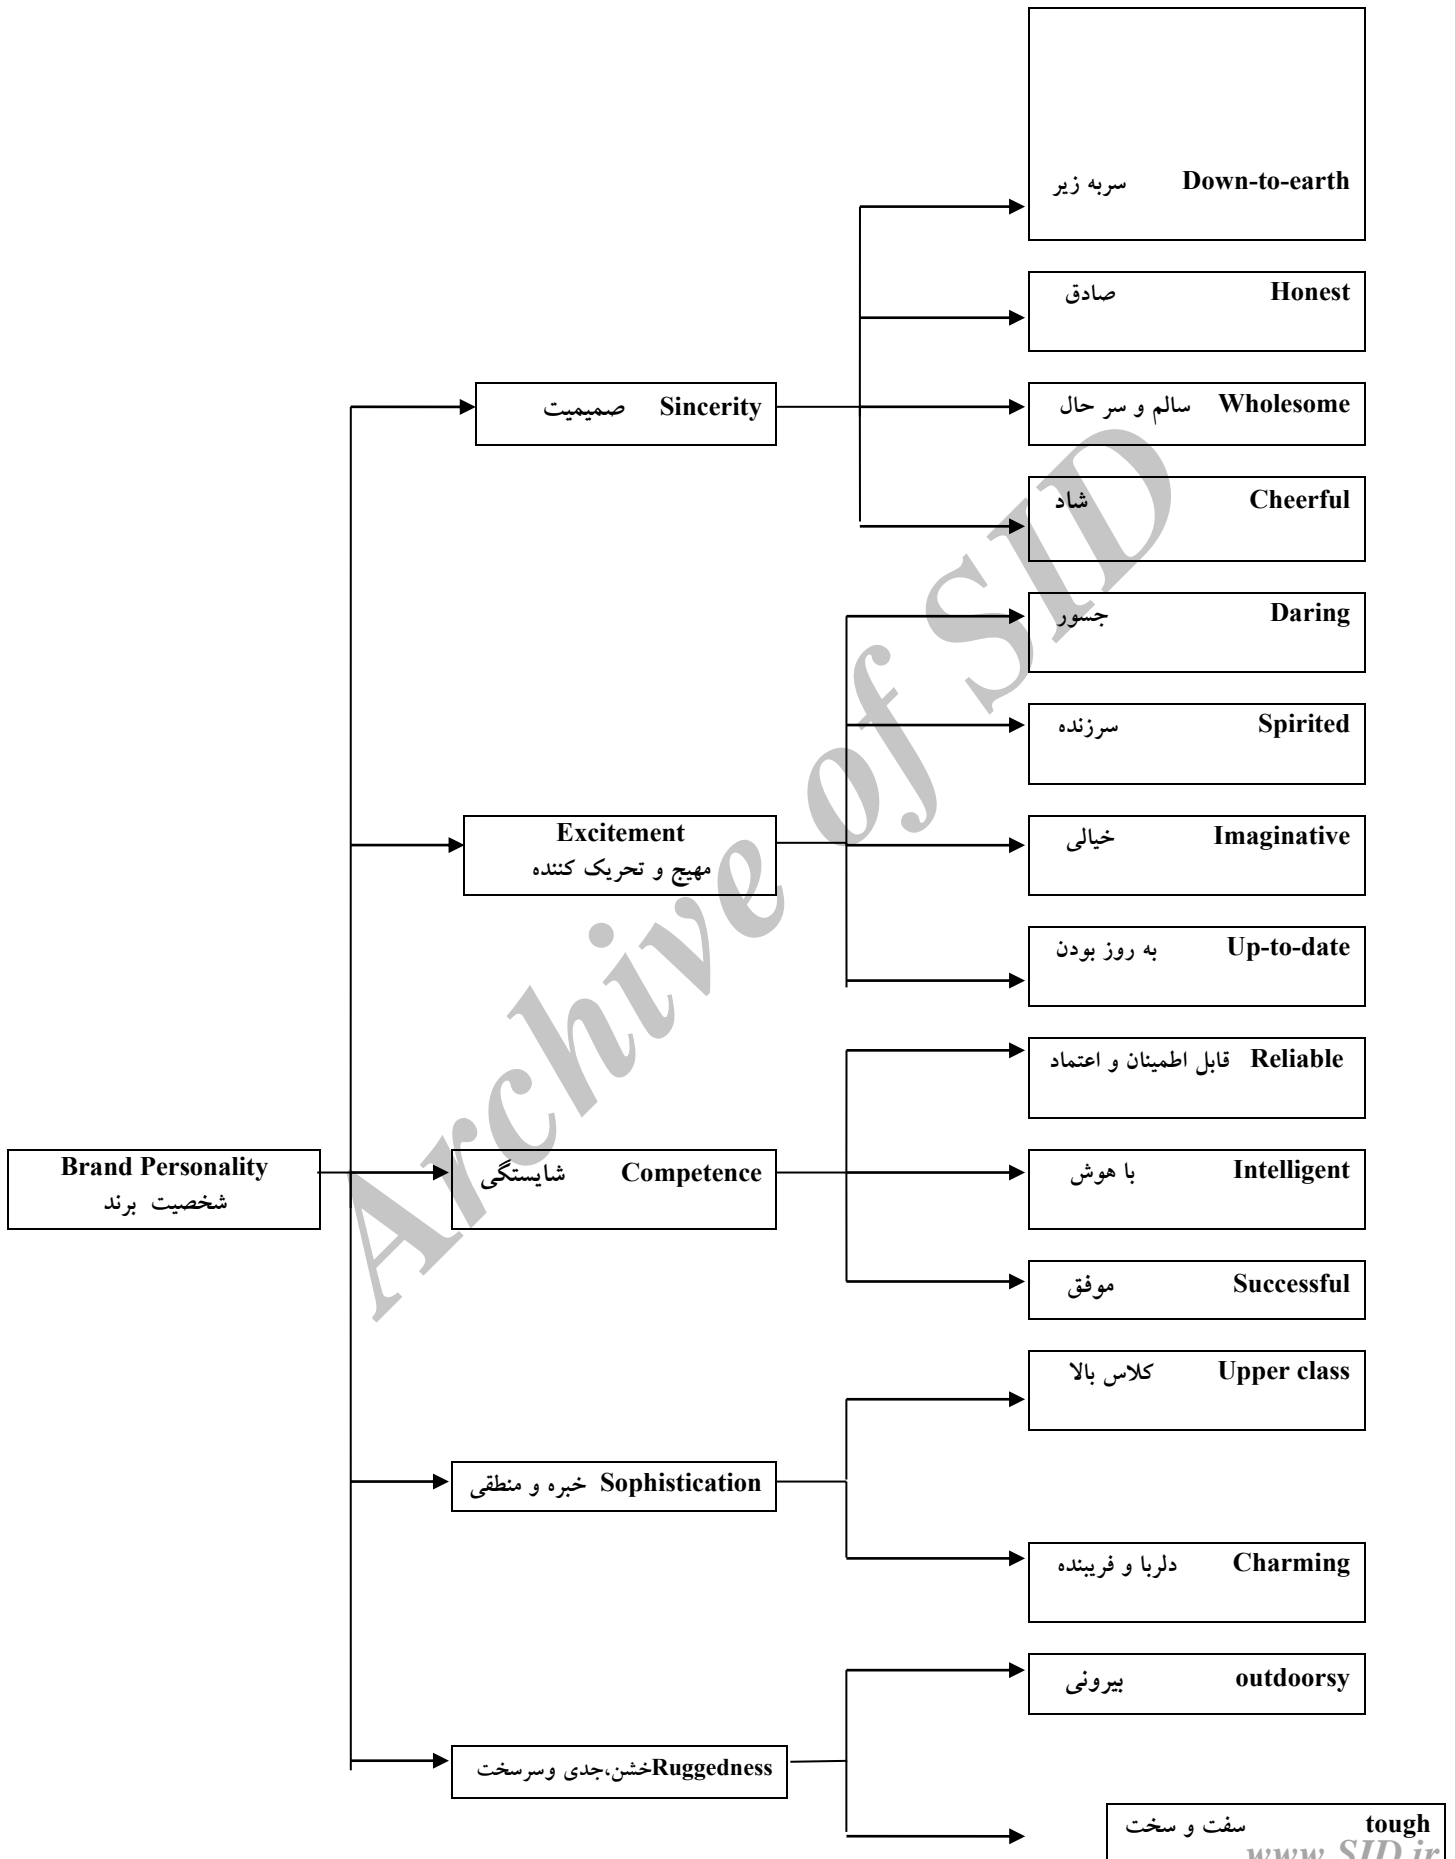 Down-to-earth سربه زیر
Honest صادق
Wholesome سالم و سر حال
Sincerity صمیمیت
Cheerful شاد
Daring جسور
Spirited سرزنده
Excitement
مهیج و تحریک کننده
Imaginative خیالی
Up-to-date به روز بودن
Reliable قابل اطمینان و اعتماد
Brand Personality
شخصیت برند
Competence شایستگی
Intelligent با هوش
Successful موفق
Upper class کلاس بالا
Sophistication خبره و منطقی
Charming دلربا و فریبنده
outdoorsy بیرونی
Ruggednessخشن،جدی وسرسخت
tough سفت و سخت
Archive of SID
www.SID.ir